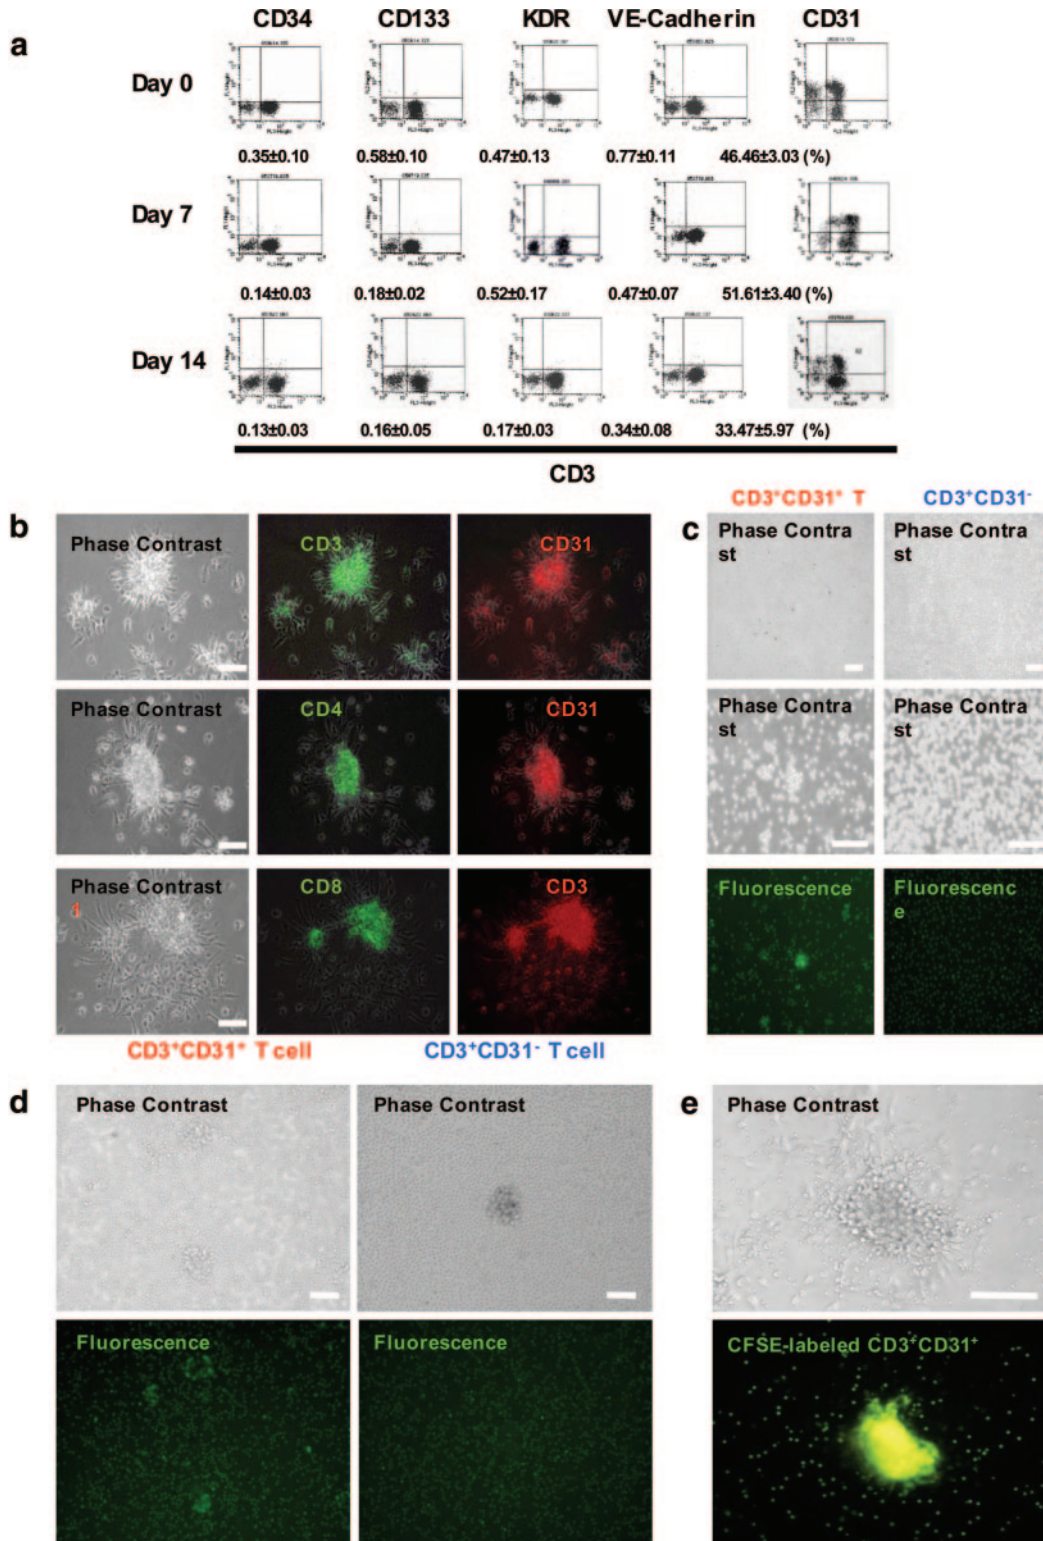 a
CD34 CD133 KDR VE-Cadherin CD31
Day 0
0.35±0.10 0.58±0.10 0.47±0.13 0.77±0.11 46.46±3.03 (%)
Day 7
0.14±0.03 0.18±0.02 0.52±0.17 0.47±0.07 51.61±3.40 (%)
Day 14
0.13±0.03 0.16±0.05 0.17±0.03 0.34±0.08 33.47±5.97 (%)
CD3
b
Phase Contrast CD3 CD31
Phase Contrast CD4 CD31
Phase Contrast CD8 CD3
1
c
CD3⁺CD31⁺ T CD3⁺CD31⁻
Phase Contra Phase Contra
st st
Phase Contra Phase Contra
st st
Fluorescence Fluorescenc
e
CD3⁺CD31⁺ T cell CD3⁺CD31⁻ T cell
d
Phase Contrast Phase Contrast
Fluorescence Fluorescence
e
Phase Contrast
CFSE-labeled CD3⁺CD31⁺